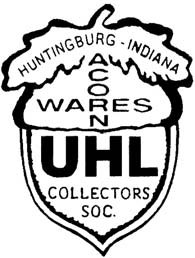 HUNTINGBURG - INDIANA
ACORN
WARES
UHL
COLLECTORS
SOC.